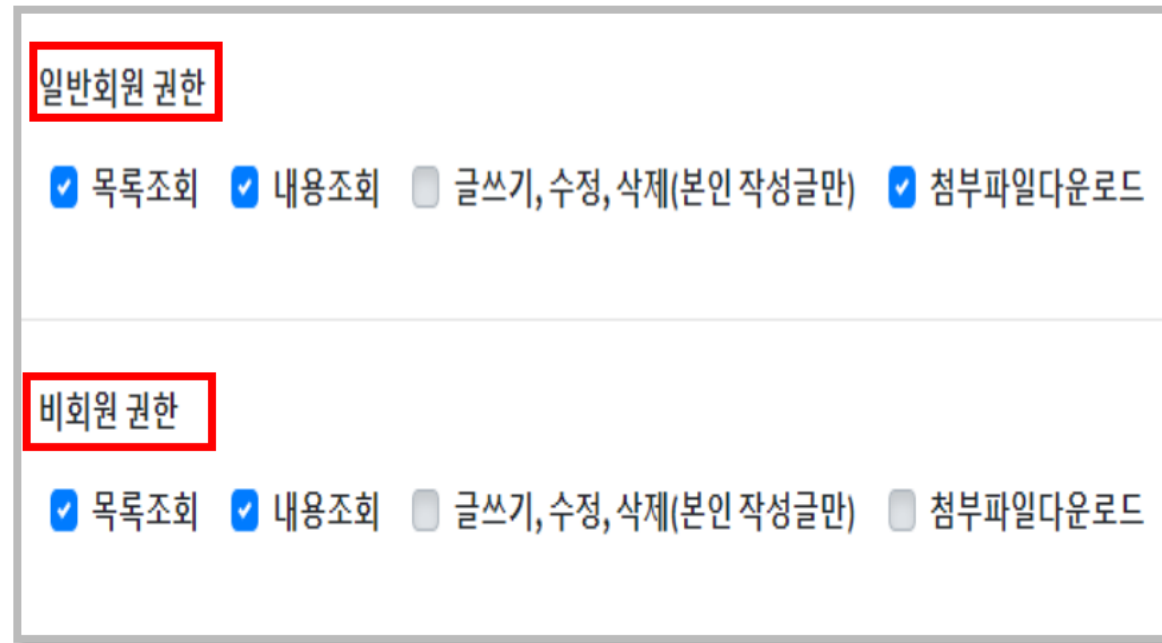 일반회원 권한
목록조회 내용조회 글쓰기, 수정, 삭제(본인 작성글만) 첨부파일다운로드
비회원 권한
목록조회 내용조회 글쓰기, 수정, 삭제(본인 작성글만) 첨부파일다운로드